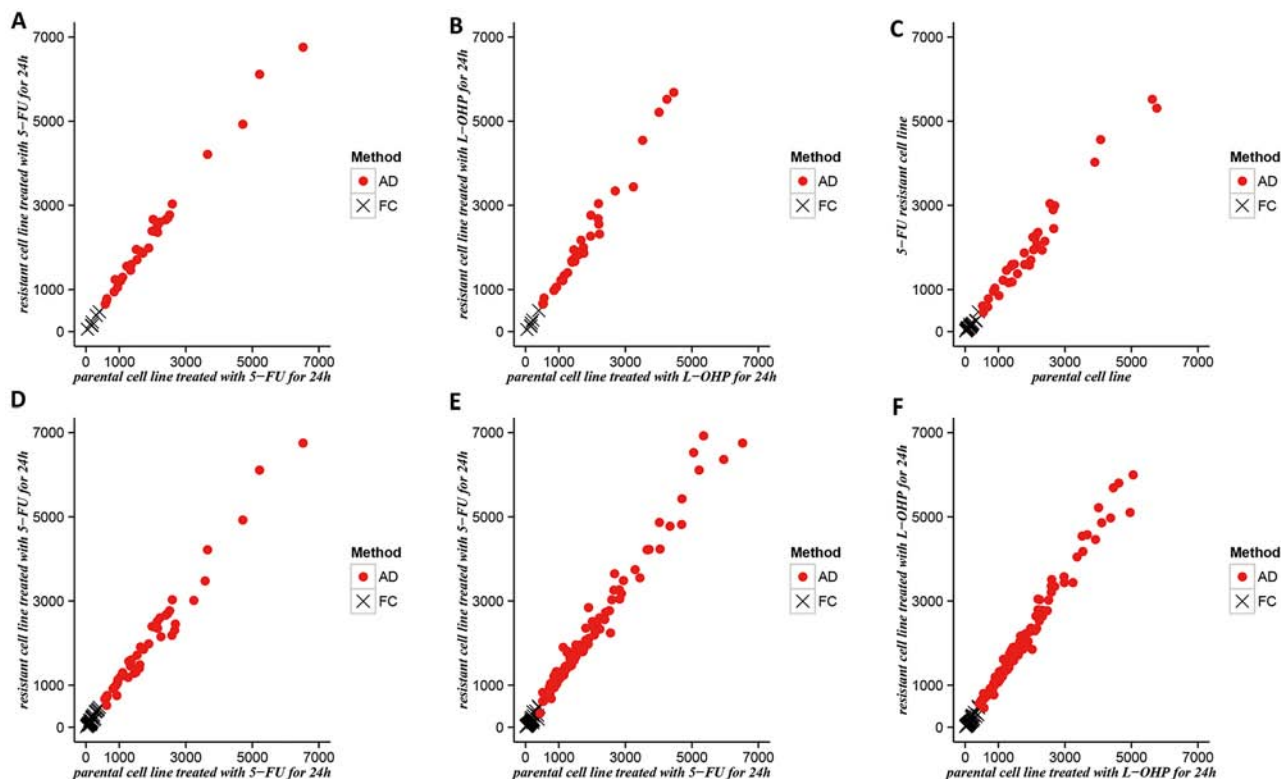 A
7000
5000
3000
1000
0
0 1000 3000 5000 7000
resistant cell line treated with 5-FU for 24h
parental cell line treated with 5-FU for 24h
Method
AD
FC
B
7000
5000
3000
1000
0
0 1000 3000 5000 7000
resistant cell line treated with L-OHP for 24h
parental cell line treated with L-OHP for 24h
Method
AD
FC
C
7000
5000
3000
1000
0
0 1000 3000 5000 7000
5-FU resistant cell line
parental cell line
Method
AD
FC
D
7000
5000
3000
1000
0
0 1000 3000 5000 7000
resistant cell line treated with 5-FU for 24h
parental cell line treated with 5-FU for 24h
Method
AD
FC
E
7000
5000
3000
1000
0
0 1000 3000 5000 7000
resistant cell line treated with 5-FU for 24h
parental cell line treated with 5-FU for 24h
Method
AD
FC
F
7000
5000
3000
1000
0
0 1000 3000 5000 7000
resistant cell line treated with L-OHP for 24h
parental cell line treated with L-OHP for 24h
Method
AD
FC